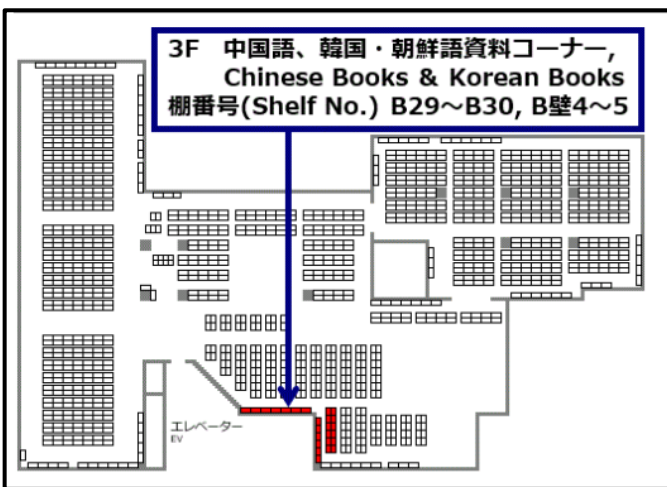 3F 中国語、韓国・朝鮮語資料コーナー,
Chinese Books & Korean Books
棚番号(Shelf No.) B29～B30, B壁4～5
エレベーター
EV